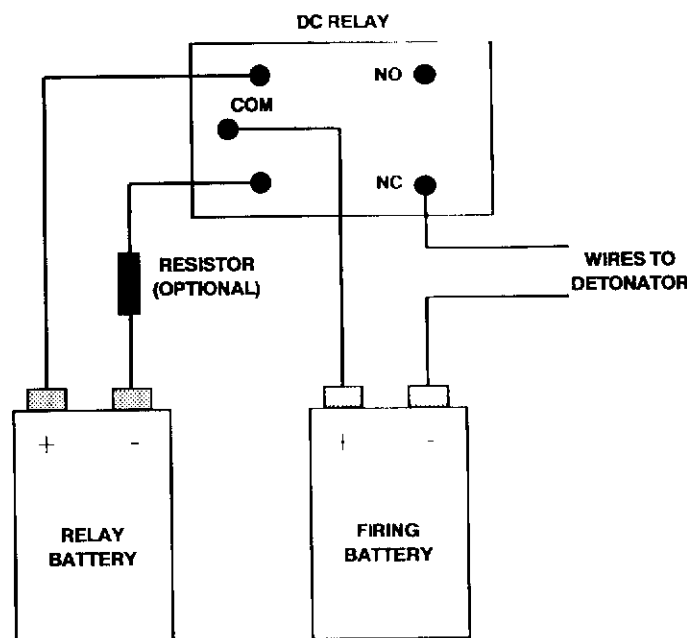 DC RELAY
NO
COM
NC
RESISTOR
(OPTIONAL)
WIRES TO
DETONATOR
+ -
+ -
RELAY
BATTERY
FIRING
BATTERY